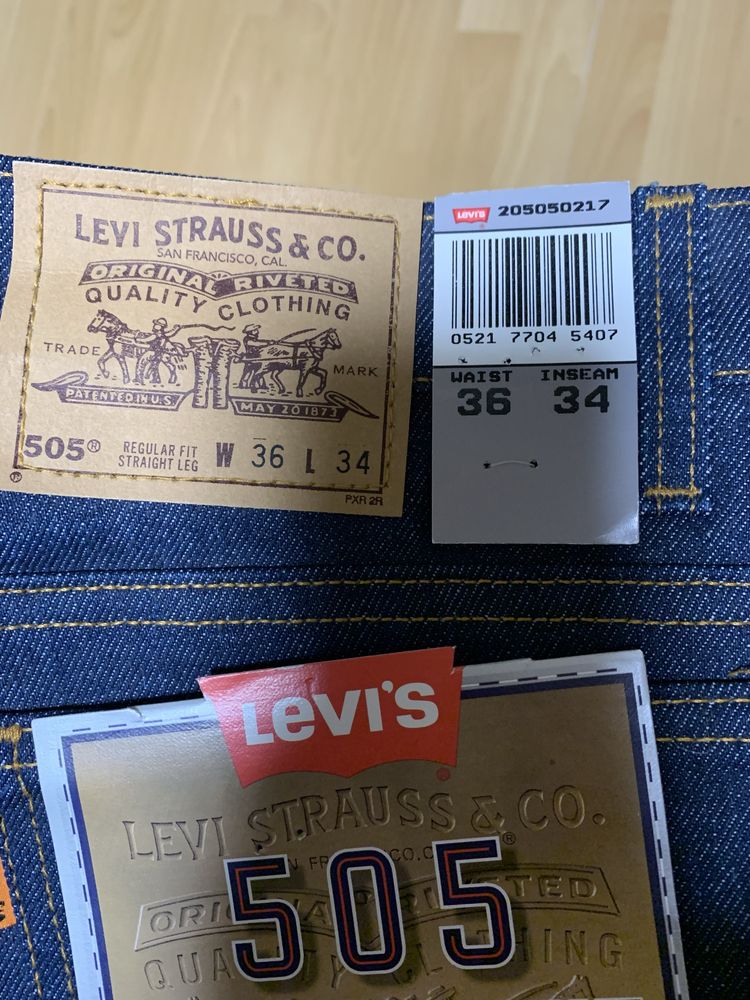 LEVI STRAUSS & CO.
SAN FRANCISCO, CAL.
ORIGINAL RIVETED
QUALITY CLOTHING
TRADE MARK
PATENTED IN U.S. MAY 20 1873
505® REGULAR FIT
STRAIGHT LEG W 36 L 34
®
PXR 2R
LEVI'S 205050217
0521 7704 5407
WAIST INSEAM
36 34
LEVI'S
®
LEVI STRAUSS & CO.
505®
QUALITY CLOTHING